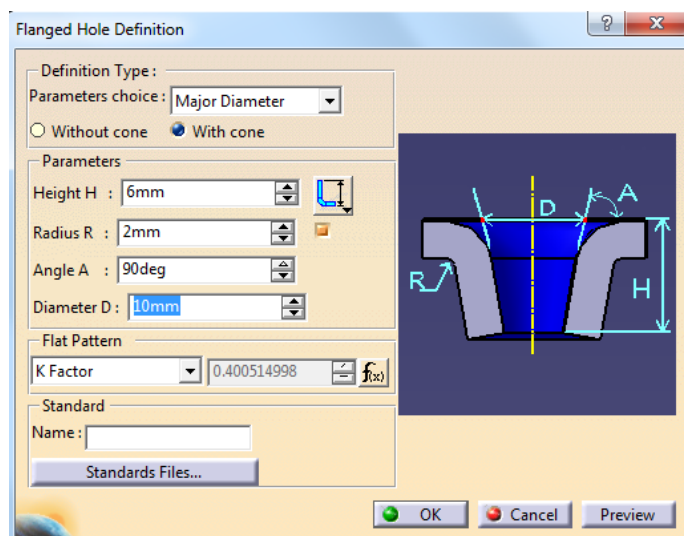 Flanged Hole Definition
?
X
Definition Type :
Parameters choice : Major Diameter
Without cone With cone
Parameters
Height H : 6mm
Radius R : 2mm
Angle A : 90deg
Diameter D : 10mm
D
A
R
H
Flat Pattern
K Factor 0.400514998 f(x)
Standard
Name :
Standards Files...
OK Cancel Preview